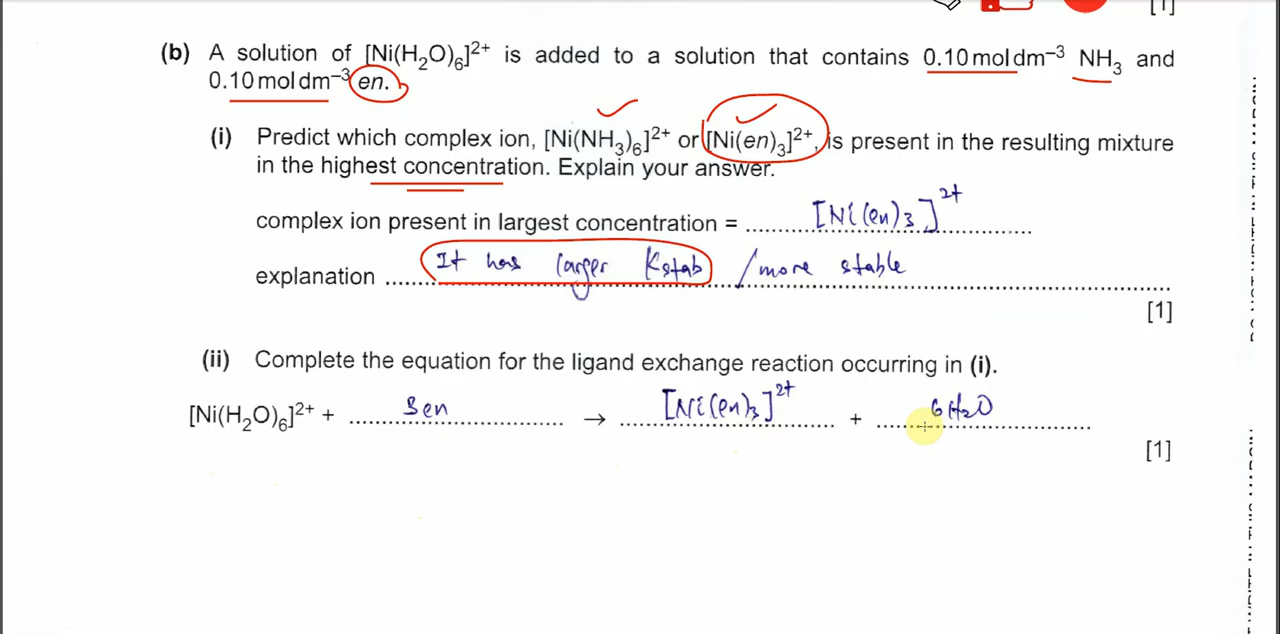 [1]
(b) A solution of [Ni(H₂O)₆]²⁺ is added to a solution that contains 0.10 mol dm⁻³ NH₃ and
0.10 mol dm⁻³ en.
(i) Predict which complex ion, [Ni(NH₃)₆]²⁺ or [Ni(en)₃]²⁺, is present in the resulting mixture
in the highest concentration. Explain your answer.
complex ion present in largest concentration = [Ni(en)₃]²⁺
explanation It has larger Kstab / more stable
[1]
(ii) Complete the equation for the ligand exchange reaction occurring in (i).
[Ni(H₂O)₆]²⁺ + 3en → [Ni(en)₃]²⁺ + 6H₂O
[1]